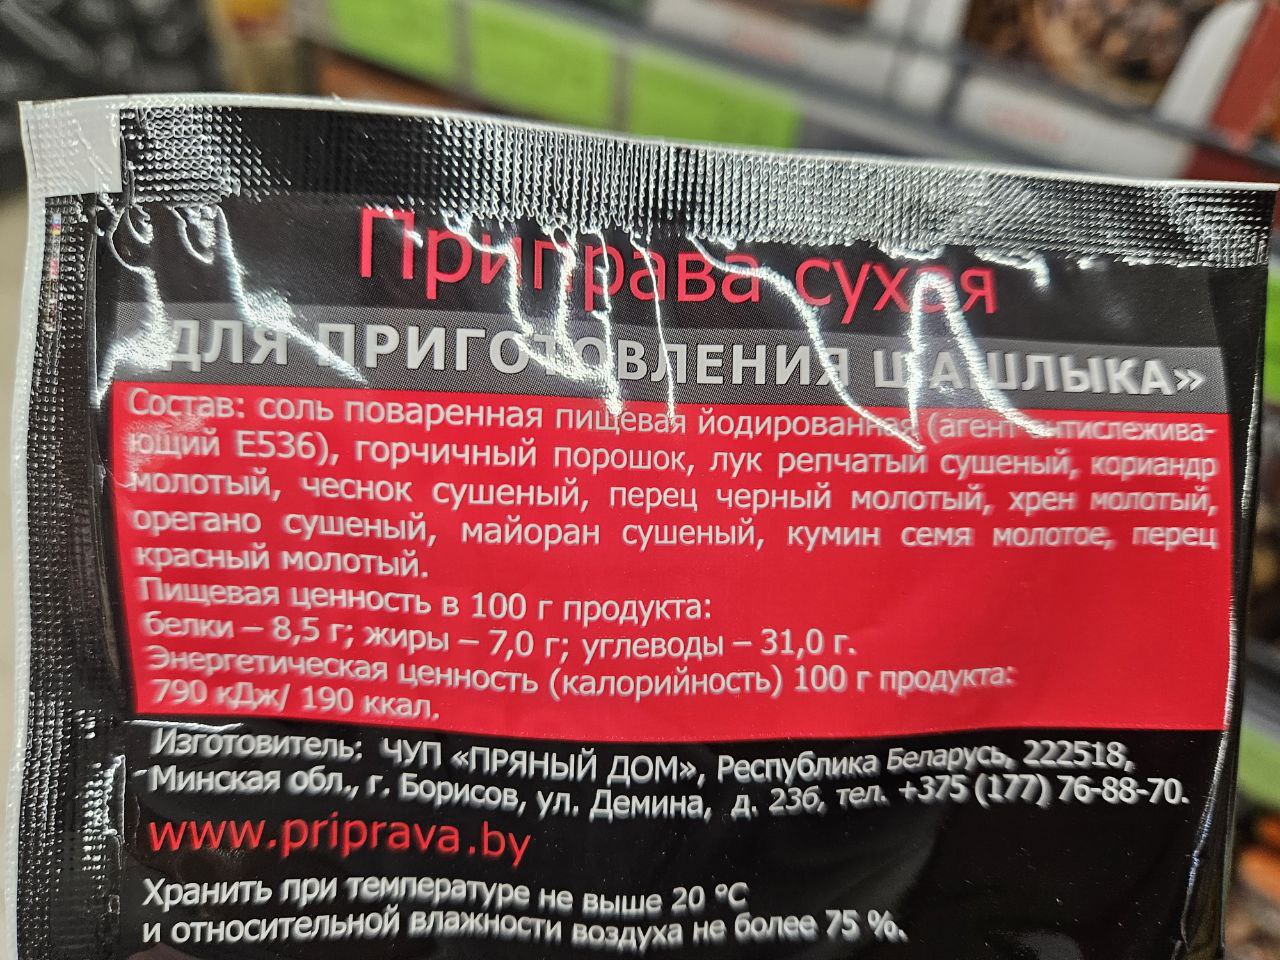 Приправа сухая
ДЛЯ ПРИГОТОВЛЕНИЯ ШАШЛЫКА»
Состав: соль поваренная пищевая йодированная (агент антислежива-
ющий Е536), горчичный порошок, лук репчатый сушеный, кориандр
молотый, чеснок сушеный, перец черный молотый, хрен молотый,
орегано сушеный, майоран сушеный, кумин семя молотое, перец
красный молотый.
Пищевая ценность в 100 г продукта:
белки – 8,5 г; жиры – 7,0 г; углеводы – 31,0 г.
Энергетическая ценность (калорийность) 100 г продукта:
790 кДж/ 190 ккал.
Изготовитель: ЧУП «ПРЯНЫЙ ДОМ», Республика Беларусь, 222518,
Минская обл., г. Борисов, ул. Демина, д. 23б, тел. +375 (177) 76-88-70.
www.priprava.by
Хранить при температуре не выше 20 °C
и относительной влажности воздуха не более 75 %.